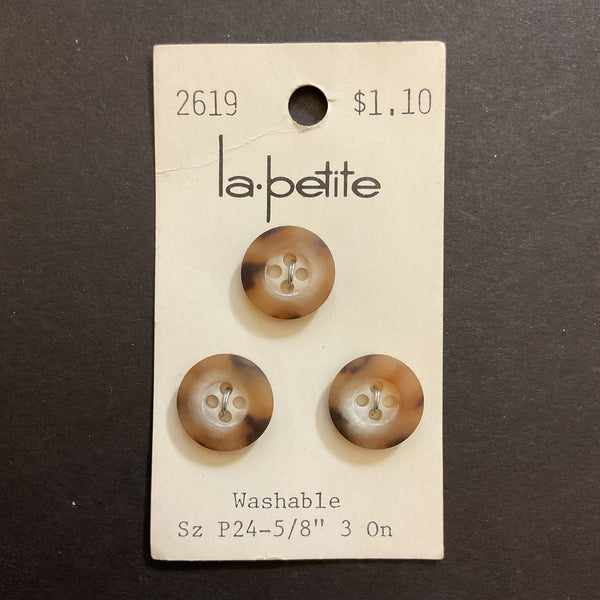 2619 $1.10
la·petite
Washable
Sz P24-5/8" 3 On